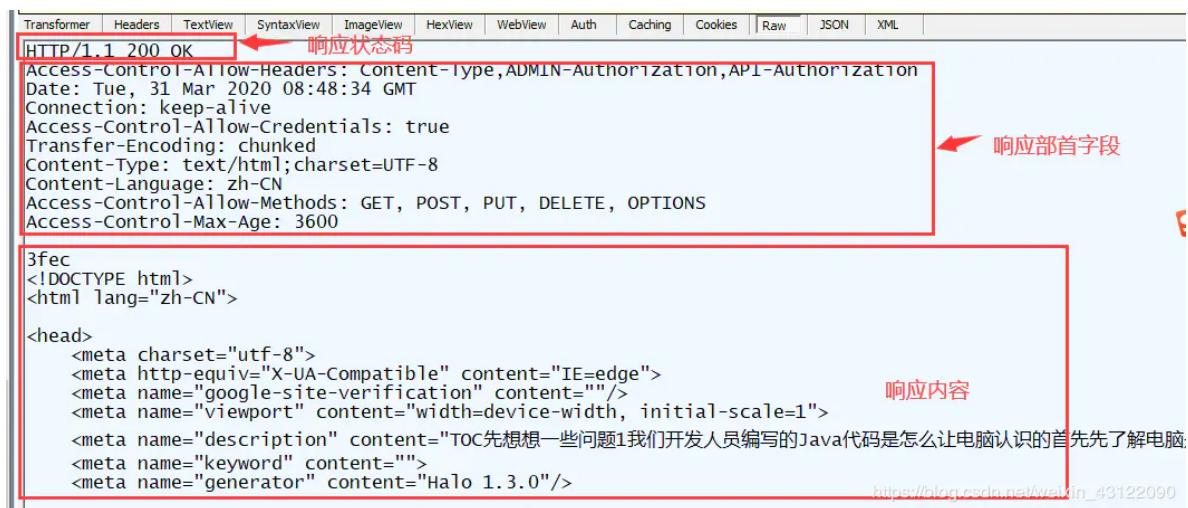 Transformer Headers TextView SyntaxView ImageView HexView WebView Auth Caching Cookies Raw JSON XML
HTTP/1.1 200 OK 响应状态码
Access-Control-Allow-Headers: Content-Type,ADMIN-Authorization,API-Authorization
Date: Tue, 31 Mar 2020 08:48:34 GMT
Connection: keep-alive
Access-Control-Allow-Credentials: true
Transfer-Encoding: chunked 响应部首字段
Content-Type: text/html;charset=UTF-8
Content-Language: zh-CN
Access-Control-Allow-Methods: GET, POST, PUT, DELETE, OPTIONS
Access-Control-Max-Age: 3600
3fec
<!DOCTYPE html>
<html lang="zh-CN">
<head>
<meta charset="utf-8">
<meta http-equiv="X-UA-Compatible" content="IE=edge">
<meta name="google-site-verification" content=""/> 响应内容
<meta name="viewport" content="width=device-width, initial-scale=1">
<meta name="description" content="TOC先想想一些问题1我们开发人员编写的Java代码是怎么让电脑认识的首先先了解电脑
<meta name="keyword" content="">
<meta name="generator" content="Halo 1.3.0"/>
https://blog.csdn.net/weixin_43122090